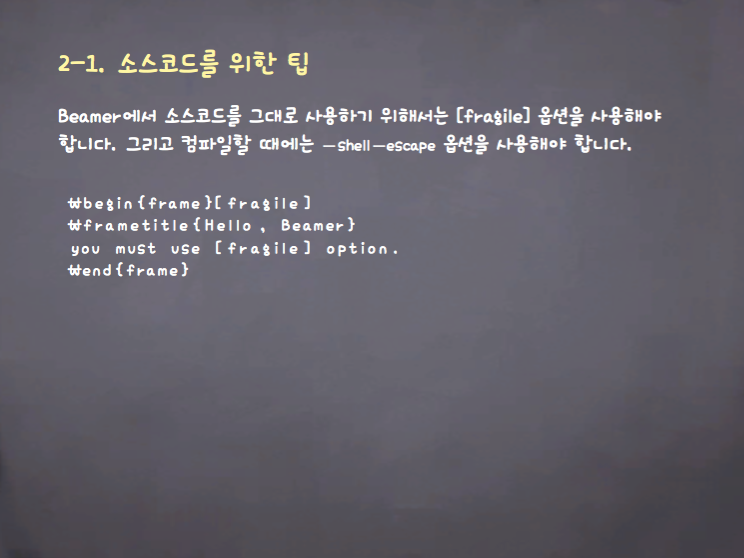 2-1. 소스코드를 위한 팁
Beamer에서 소스코드를 그대로 사용하기 위해서는 [fragile] 옵션을 사용해야
합니다. 그리고 컴파일할 때에는 -shell-escape 옵션을 사용해야 합니다.
₩begin{frame}[fragile]
₩frametitle{Hello, Beamer}
you must use [fragile] option.
₩end{frame}